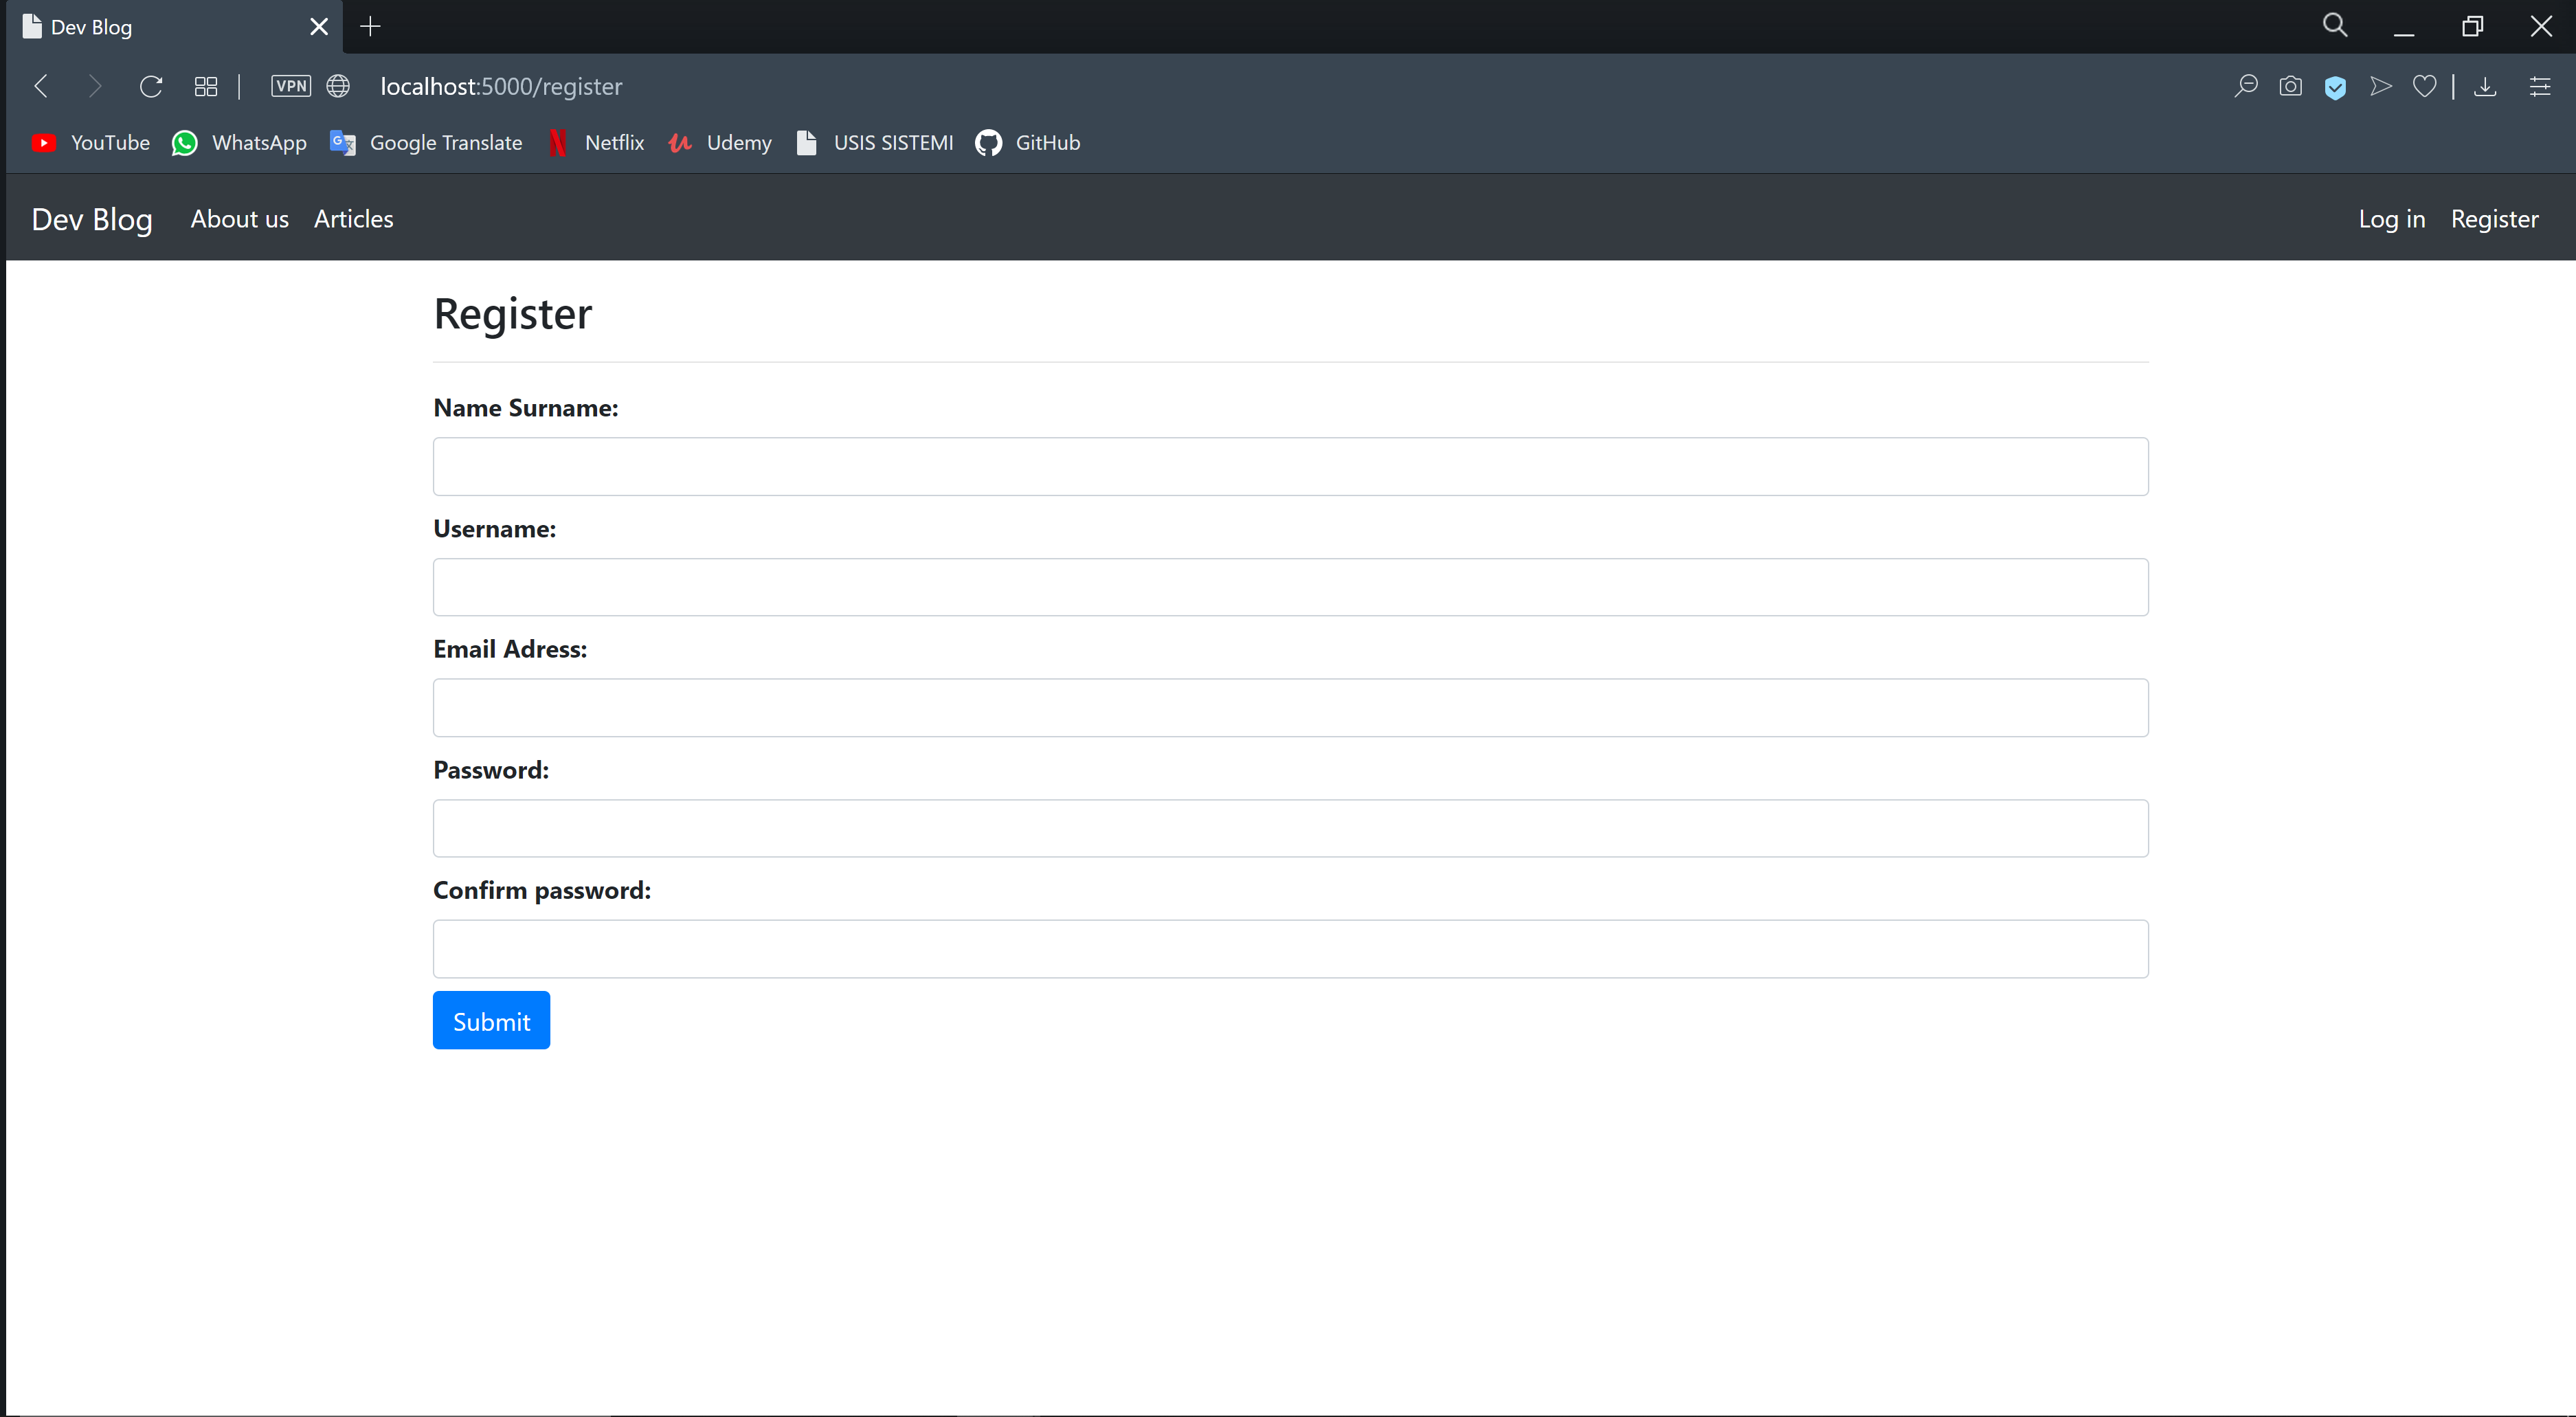 Dev Blog
VPN localhost:5000/register
YouTube WhatsApp Google Translate Netflix Udemy USIS SISTEMI GitHub
Dev Blog About us Articles Log in Register
Register
Name Surname:
Username:
Email Adress:
Password:
Confirm password:
Submit